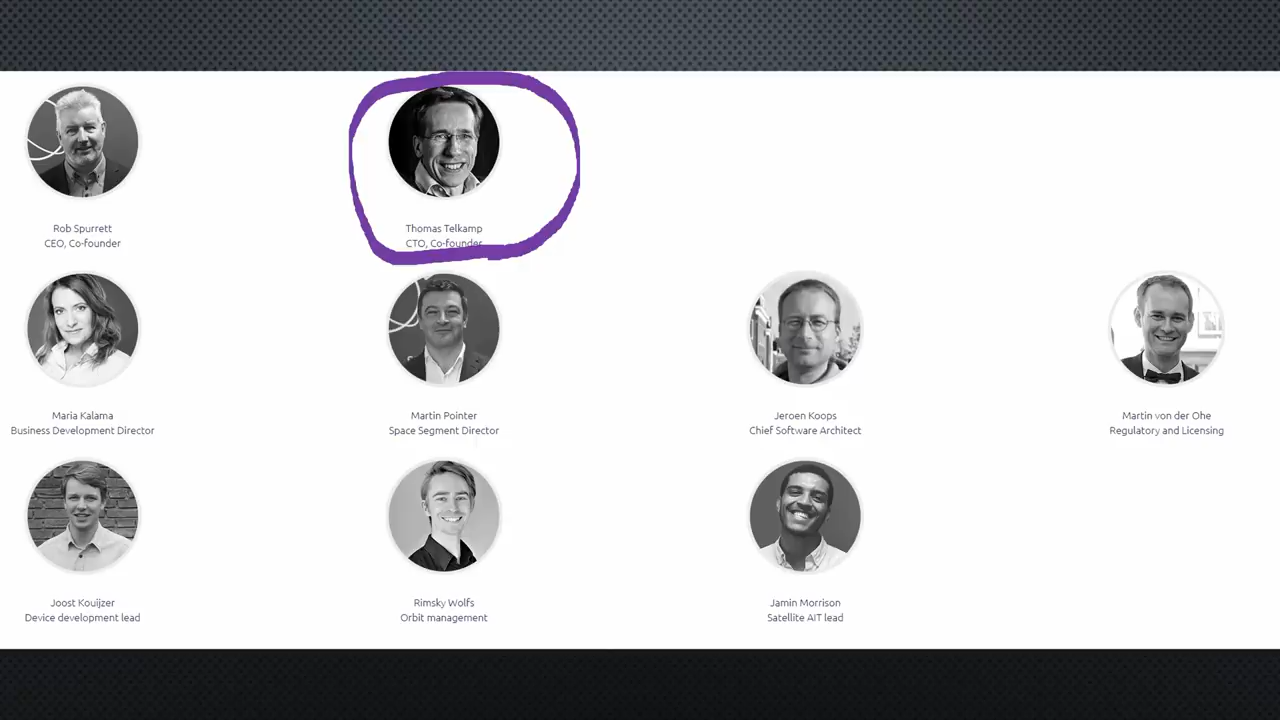 Rob Spurrett
CEO, Co-founder
Thomas Telkamp
CTO, Co-founder
Maria Kalama
Business Development Director
Martin Pointer
Space Segment Director
Jeroen Koops
Chief Software Architect
Martin von der Ohe
Regulatory and Licensing
Joost Kouijzer
Device development lead
Rimsky Wolfs
Orbit management
Jamin Morrison
Satellite AIT lead